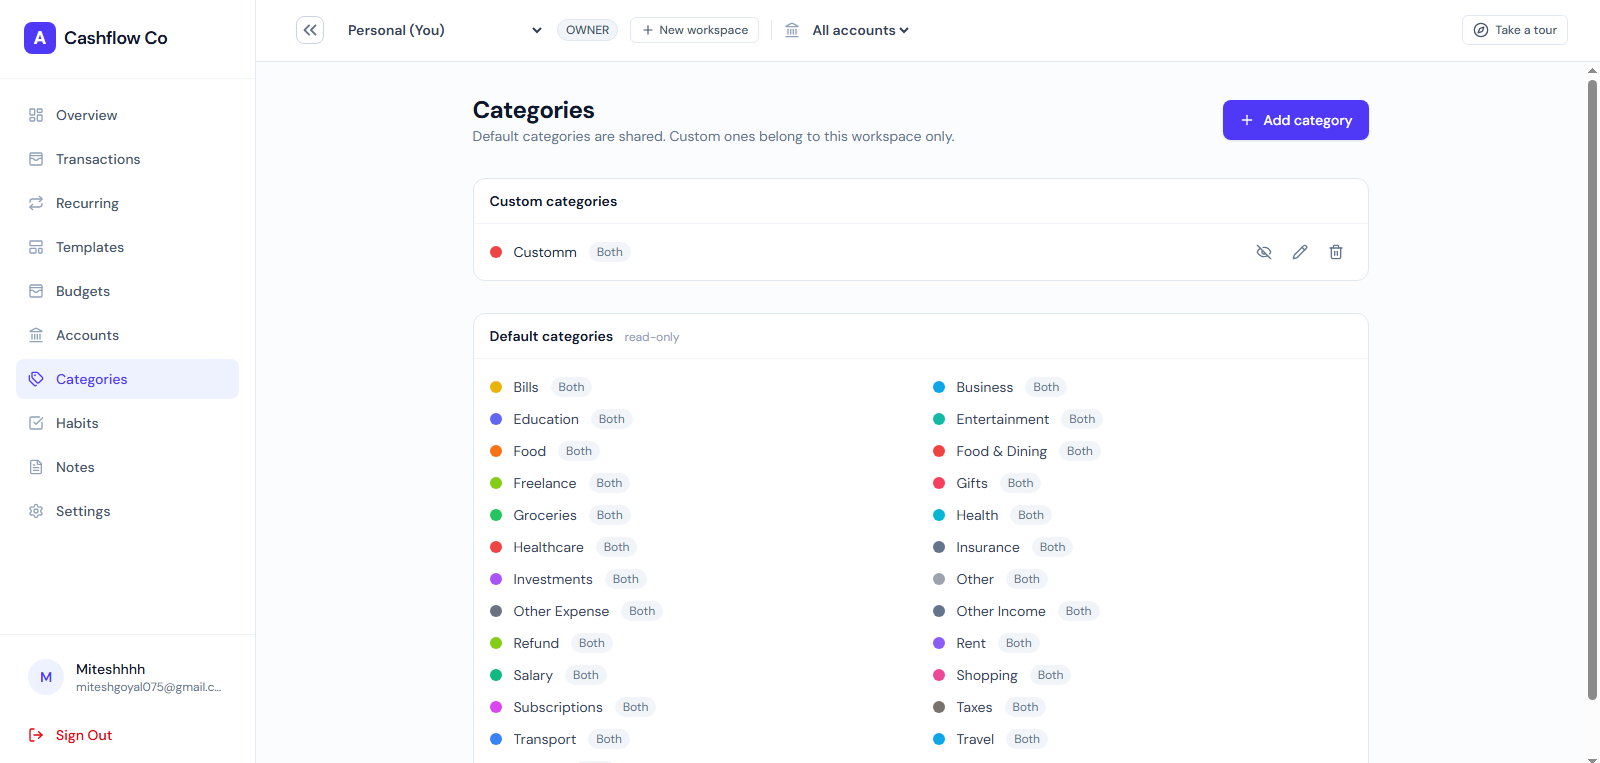 A Cashflow Co
Personal (You) OWNER + New workspace All accounts Take a tour
Overview
Transactions
Recurring
Templates
Budgets
Accounts
Categories
Habits
Notes
Settings
M Miteshhhh
miteshgoyal075@gmail.c...
Sign Out
Categories
Default categories are shared. Custom ones belong to this workspace only.
+ Add category
Custom categories
Customm Both
Default categories read-only
Bills Both Business Both
Education Both Entertainment Both
Food Both Food & Dining Both
Freelance Both Gifts Both
Groceries Both Health Both
Healthcare Both Insurance Both
Investments Both Other Both
Other Expense Both Other Income Both
Refund Both Rent Both
Salary Both Shopping Both
Subscriptions Both Taxes Both
Transport Both Travel Both